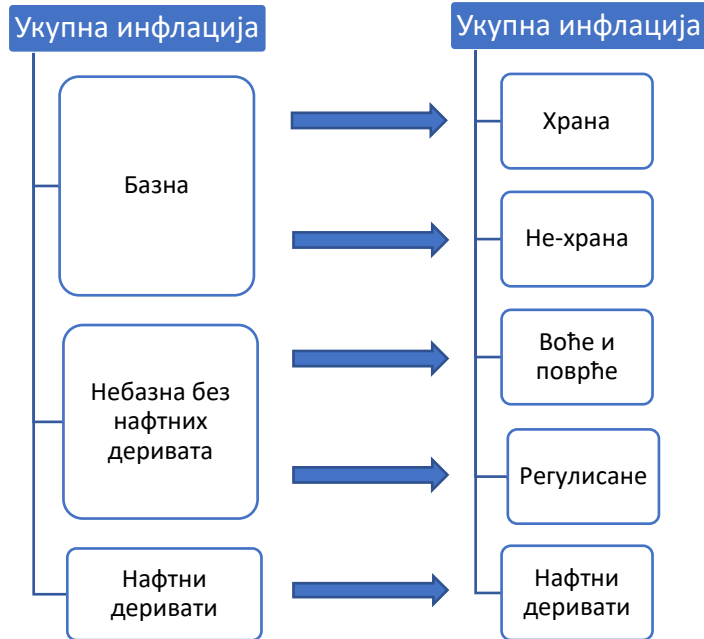 Укупна инфлација
Базна
Небазна без
нафтних
деривата
Нафтни
деривати
Укупна инфлација
Храна
Не-храна
Воће и
поврће
Регулисане
Нафтни
деривати